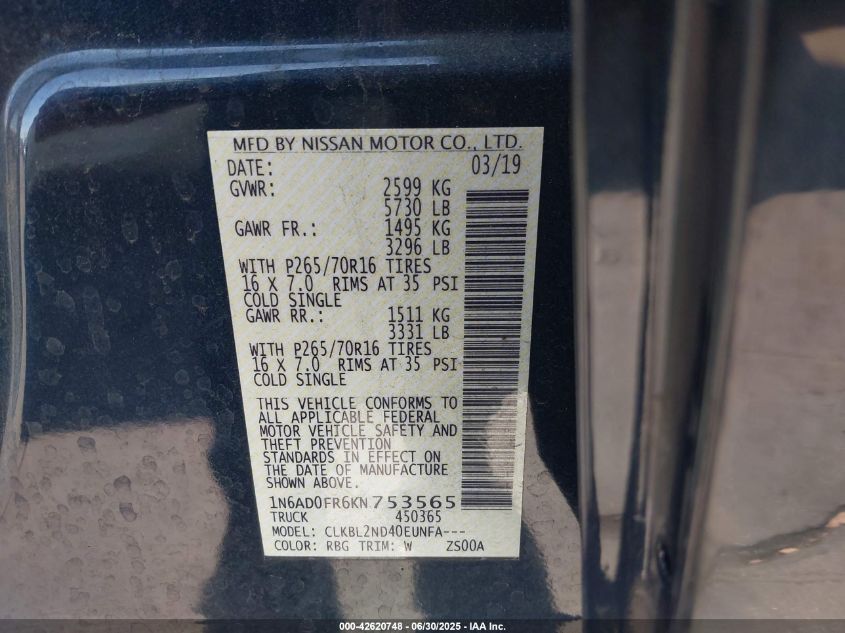 MFD BY NISSAN MOTOR CO., LTD.
DATE: 03/19
GVWR: 2599 KG
5730 LB
GAWR FR.: 1495 KG
3296 LB
WITH P265/70R16 TIRES
16 X 7.0 RIMS AT 35 PSI
COLD SINGLE
GAWR RR.: 1511 KG
3331 LB
WITH P265/70R16 TIRES
16 X 7.0 RIMS AT 35 PSI
COLD SINGLE
THIS VEHICLE CONFORMS TO
ALL APPLICABLE FEDERAL
MOTOR VEHICLE SAFETY AND
THEFT PREVENTION
STANDARDS IN EFFECT ON
THE DATE OF MANUFACTURE
SHOWN ABOVE.
1N6AD0FR6KN753565
TRUCK 450365
MODEL: CLKBL2ND40EUNFA---
COLOR: RBG TRIM: W ZS00A
000-42620748 - 06/30/2025 - IAA Inc.